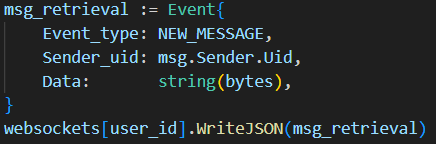 msg_retrieval := Event{
    Event_type: NEW_MESSAGE,
    Sender_uid: msg.Sender.Uid,
    Data:       string(bytes),
}
websockets[user_id].WriteJSON(msg_retrieval)